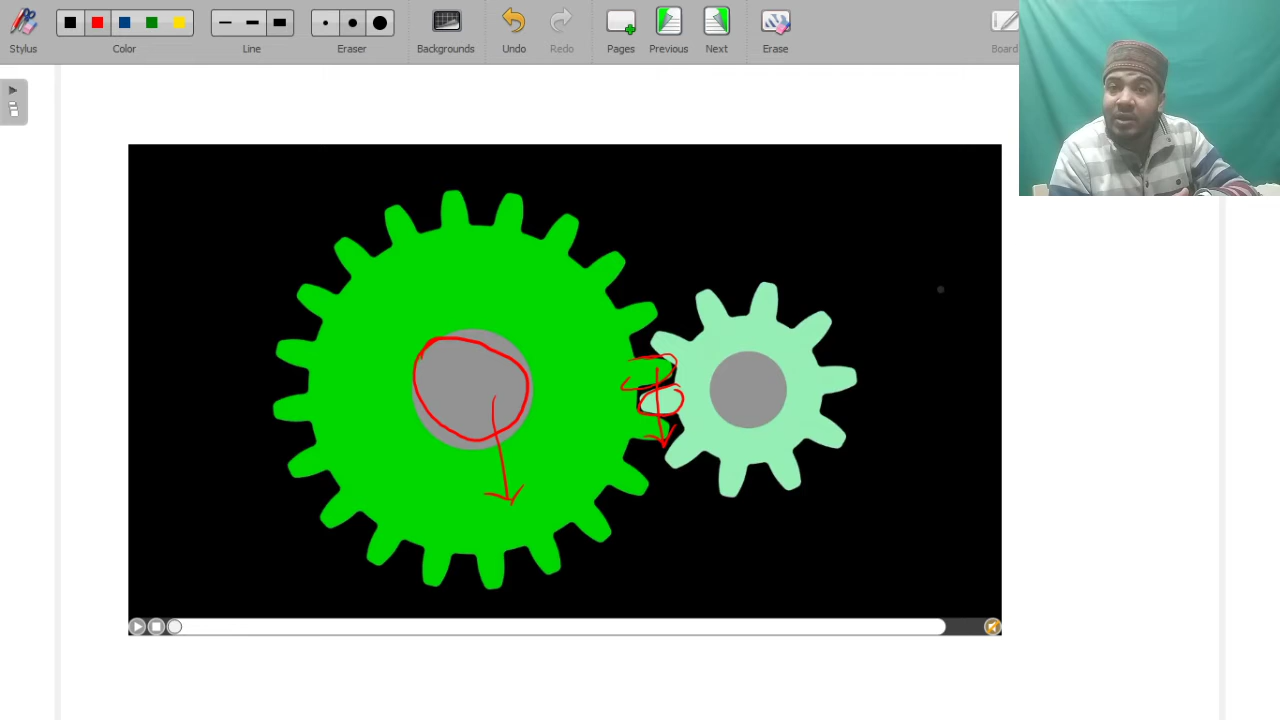 Stylus
Color
Line
Eraser
Backgrounds
Undo
Redo
Pages
Previous
Next
Erase
Board